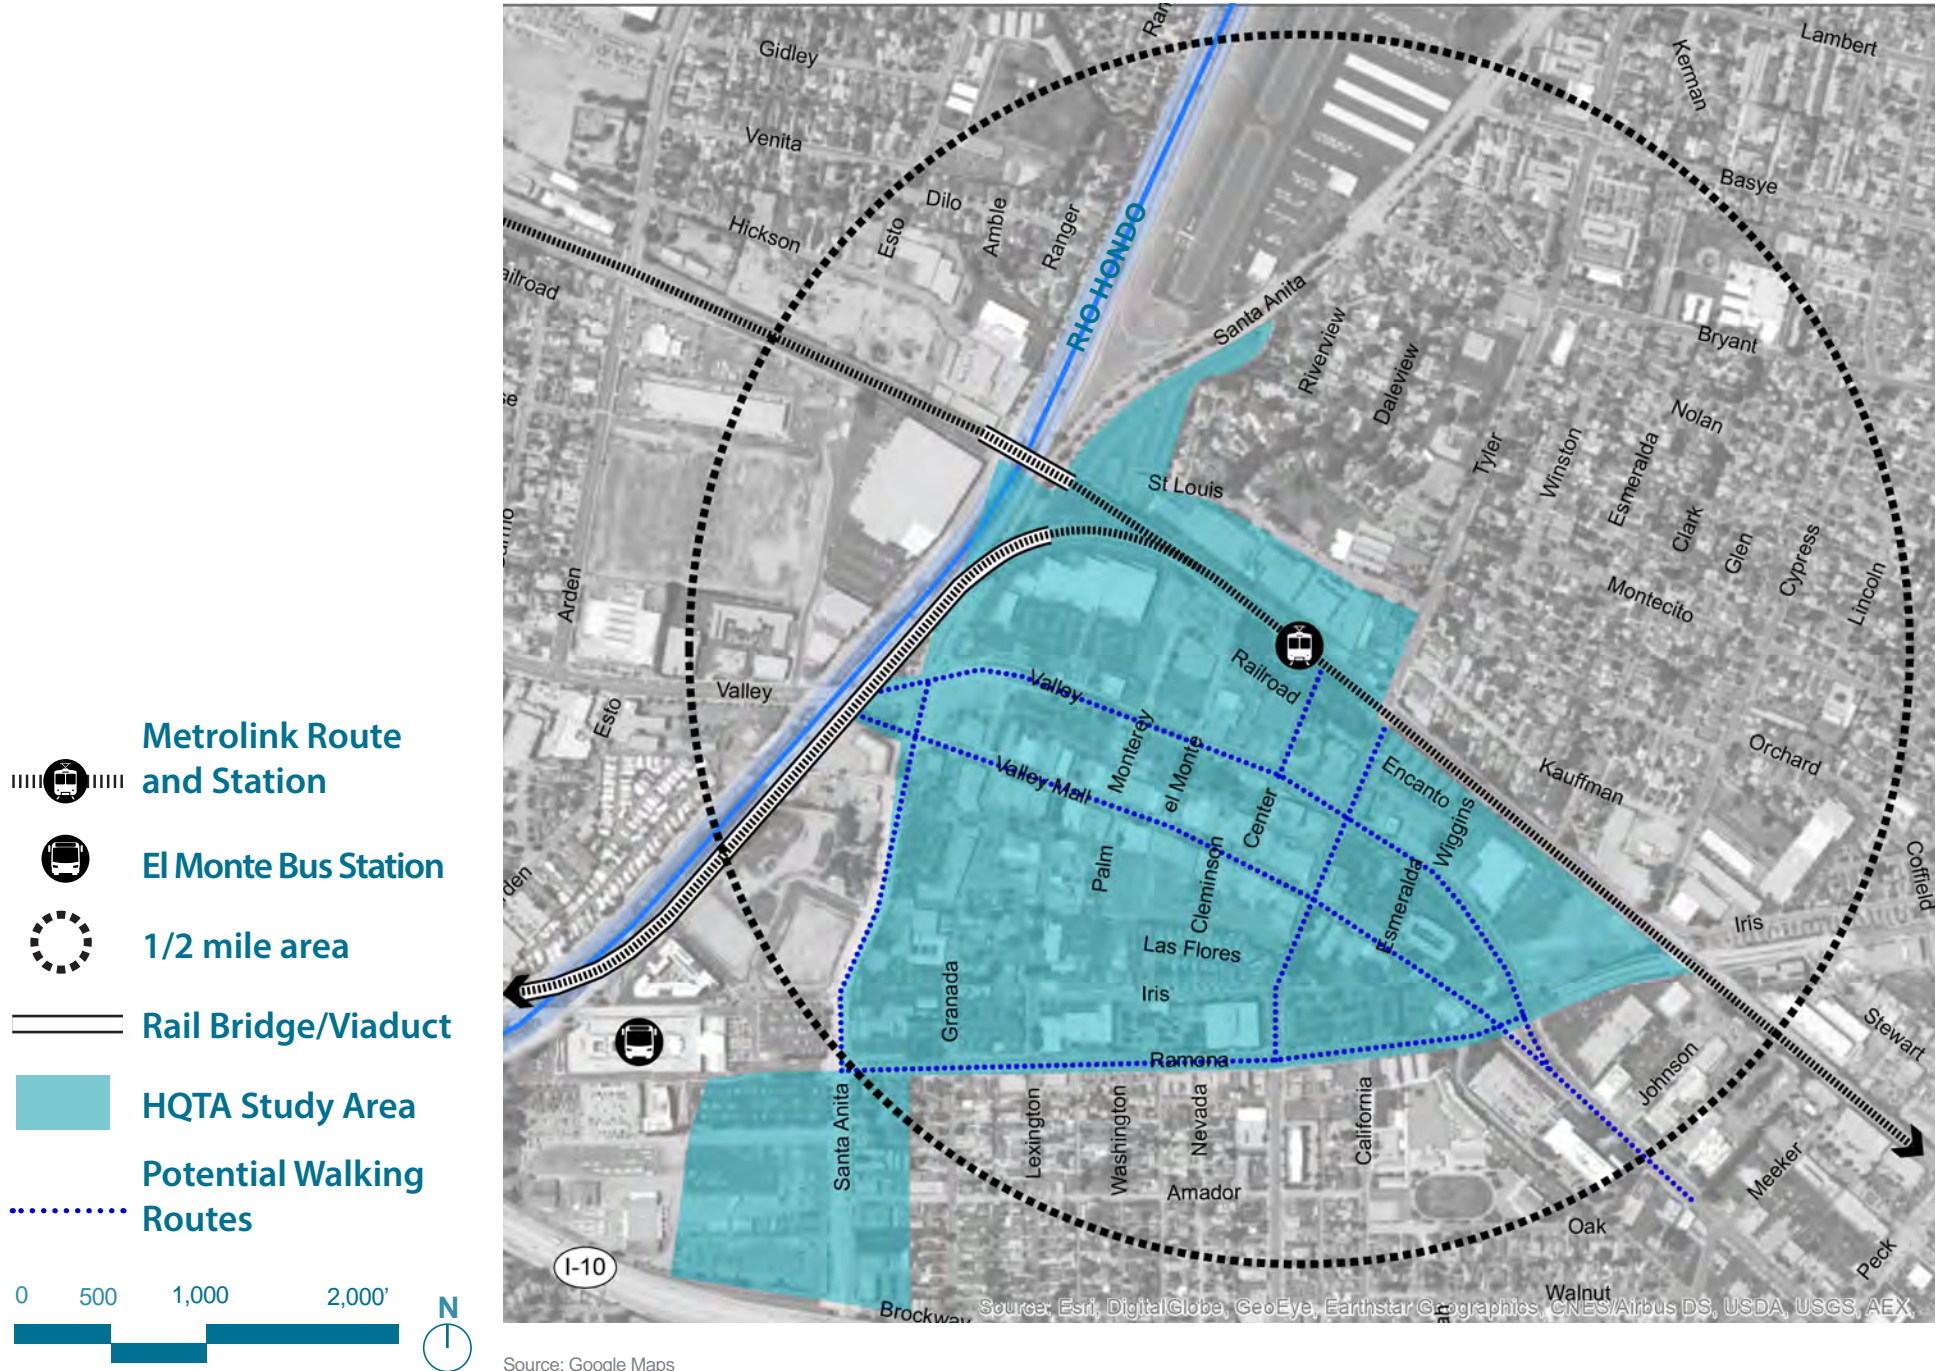 Metrolink Route
and Station
El Monte Bus Station
1/2 mile area
Rail Bridge/Viaduct
HQTA Study Area
Potential Walking
Routes
0 500 1,000 2,000'
N
Gidley
Lambert
Kerman
Venita
Basye
Dilo
Amble
Esto
Ranger
Hickson
RIO HONDO
Santa Anita
Riverview
Daleview
Bryant
Nolan
Tyler
Winston
Esmeralda
Clark
Glen
Cypress
Lincoln
St Louis
Montecito
Arden
Valley
Esto
Railroad
Valley
Monterey
el Monte
Valley Mall
Center
Encanto
Wiggins
Kauffman
Orchard
Palm
Cleminson
Esmeralda
Coffield
Iris
Las Flores
Iris
Granada
Ramona
Stewart
Johnson
Santa Anita
Lexington
Washington
Nevada
California
Amador
Meeker
Oak
Peck
I-10
Walnut
Brockway
Source: Esri, DigitalGlobe, GeoEye, Earthstar Geographics, CNES/Airbus DS, USDA, USGS, AEX,
Source: Google Maps